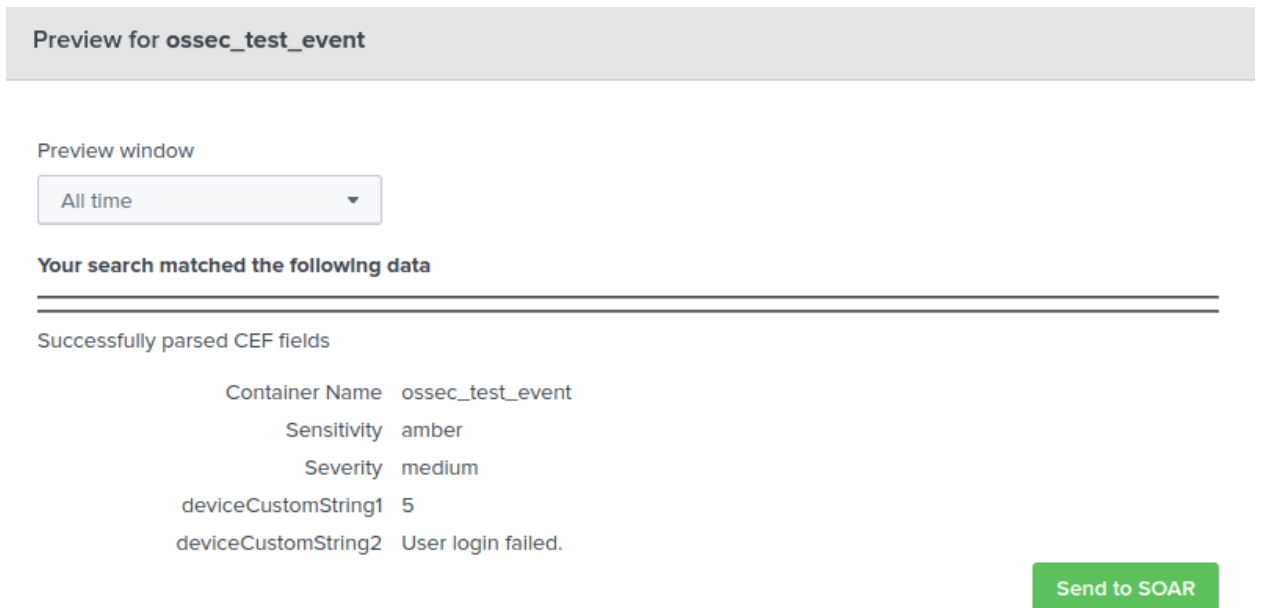 Preview for ossec_test_event
Preview window
All time
Your search matched the following data
Successfully parsed CEF fields
Container Name ossec_test_event
Sensitivity amber
Severity medium
deviceCustomString1 5
deviceCustomString2 User login failed.
Send to SOAR